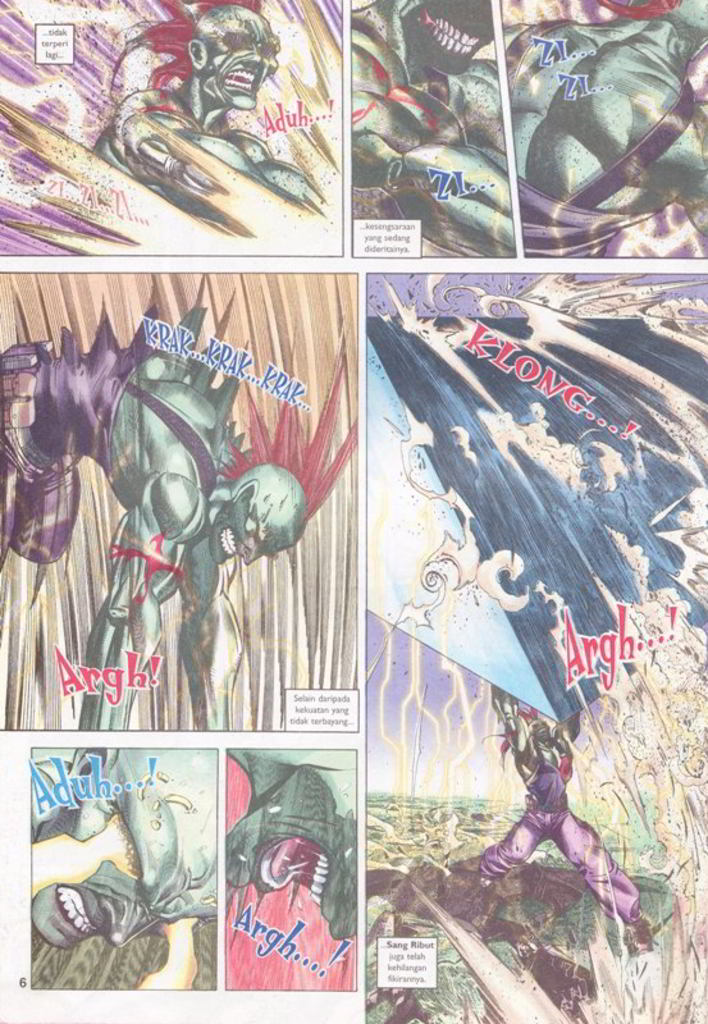 ...tidak
terperi
lagi...
Aduh...!
ZI...ZI...ZI...
ZI...
...kesengsaraan
yang sedang
dideritainya.
ZI...
ZI...
KRAK...KRAK...KRAK...
Argh!
Selain daripada
kekuatan yang
tidak terbayang...
KLONG...!
Argh...!
...Sang Ribut
juga telah
kehilangan
fikirannya.
Aduh...!
Argh...!
6